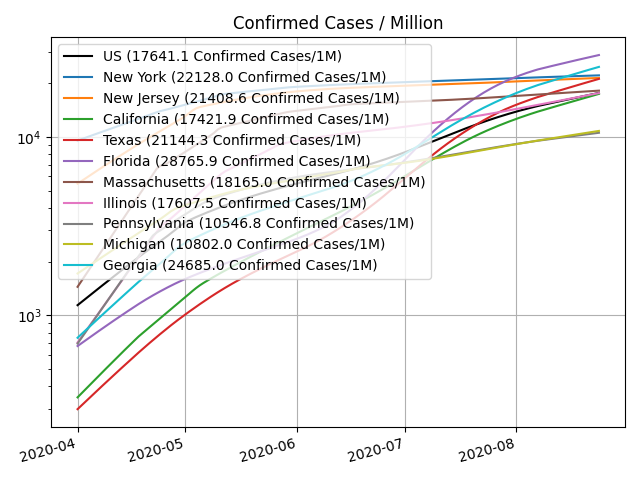 Confirmed Cases / Million
US (17641.1 Confirmed Cases/1M)
New York (22128.0 Confirmed Cases/1M)
New Jersey (21408.6 Confirmed Cases/1M)
California (17421.9 Confirmed Cases/1M)
Texas (21144.3 Confirmed Cases/1M)
Florida (28765.9 Confirmed Cases/1M)
Massachusetts (18165.0 Confirmed Cases/1M)
Illinois (17607.5 Confirmed Cases/1M)
Pennsylvania (10546.8 Confirmed Cases/1M)
Michigan (10802.0 Confirmed Cases/1M)
Georgia (24685.0 Confirmed Cases/1M)
10⁴
10³
2020-04 2020-05 2020-06 2020-07 2020-08